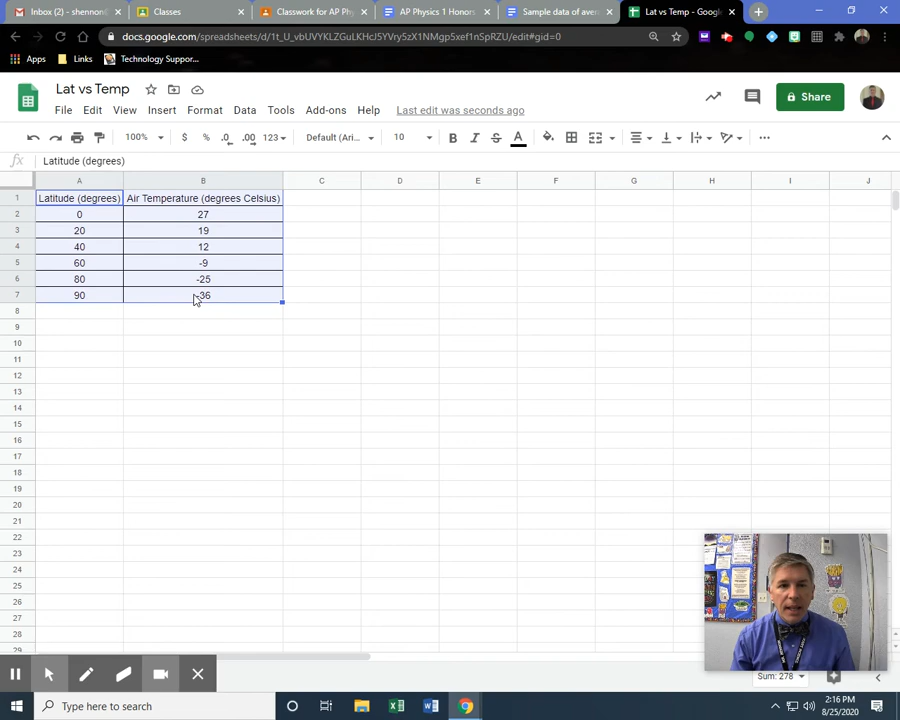 Inbox (2) - shennon@
Classes
Classwork for AP Phy
AP Physics 1 Honors
Sample data of aver
Lat vs Temp - Google
docs.google.com/spreadsheets/d/1t_U_vbUVYKLZGuLKHcJ5YVry5zX1NMgp5xef1nSpRZU/edit#gid=0
Apps Links Technology Suppor...
Lat vs Temp
File Edit View Insert Format Data Tools Add-ons Help Last edit was seconds ago
Share
100% $ % .0 .00 123 Default (Ari... 10 B I S A
fx Latitude (degrees)
A B C D E F G H I J
1 Latitude (degrees) Air Temperature (degrees Celsius)
2 0 27
3 20 19
4 40 12
5 60 -9
6 80 -25
7 90 -36
8
9
10
11
12
13
14
15
16
17
18
19
20
21
22
23
24
25
26
27
28
29
Sum: 278
Type here to search
2:16 PM
8/25/2020